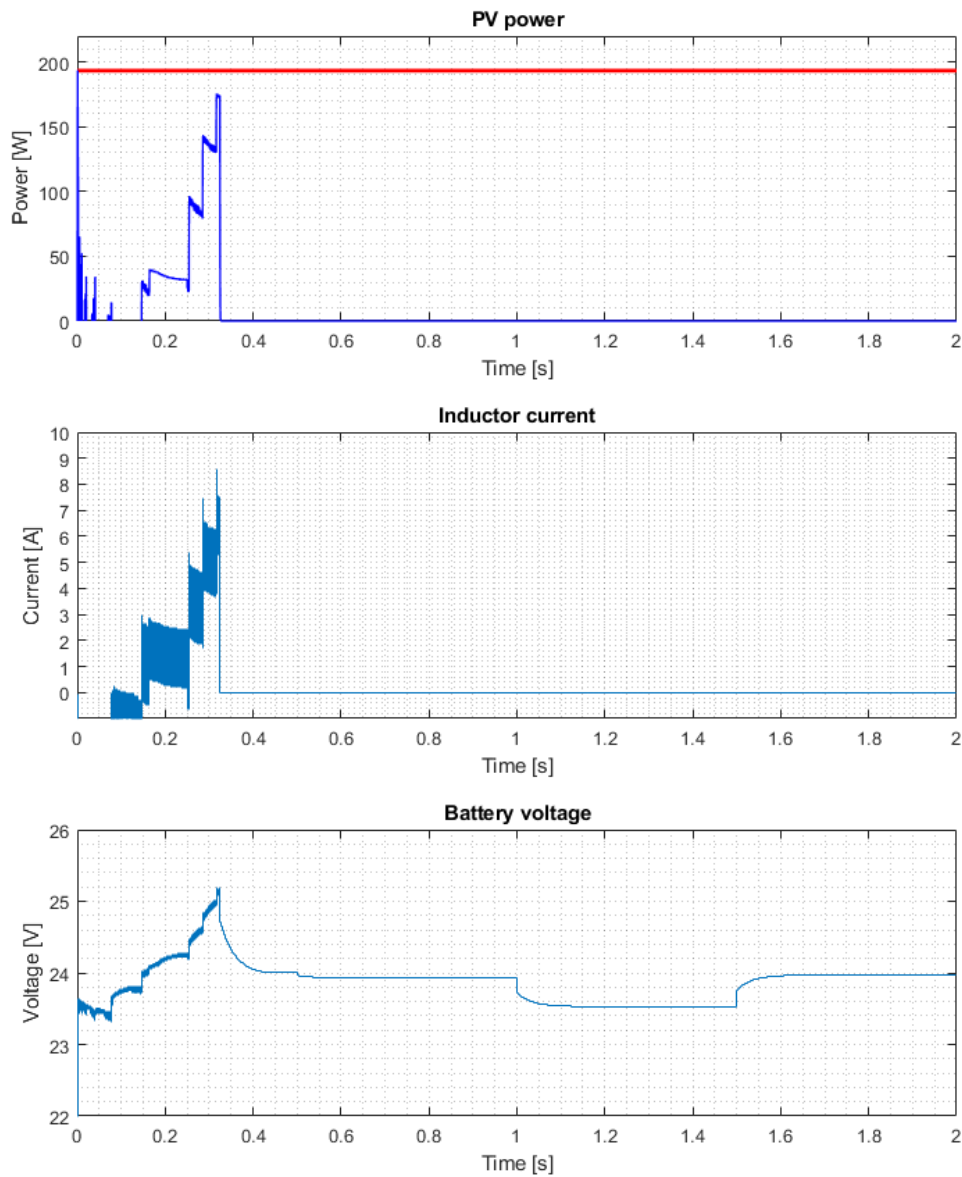 PV power
Power [W]
200
150
100
50
0
0 0.2 0.4 0.6 0.8 1 1.2 1.4 1.6 1.8 2
Time [s]
Inductor current
Current [A]
10
9
8
7
6
5
4
3
2
1
0
0 0.2 0.4 0.6 0.8 1 1.2 1.4 1.6 1.8 2
Time [s]
Battery voltage
Voltage [V]
26
25
24
23
22
0 0.2 0.4 0.6 0.8 1 1.2 1.4 1.6 1.8 2
Time [s]